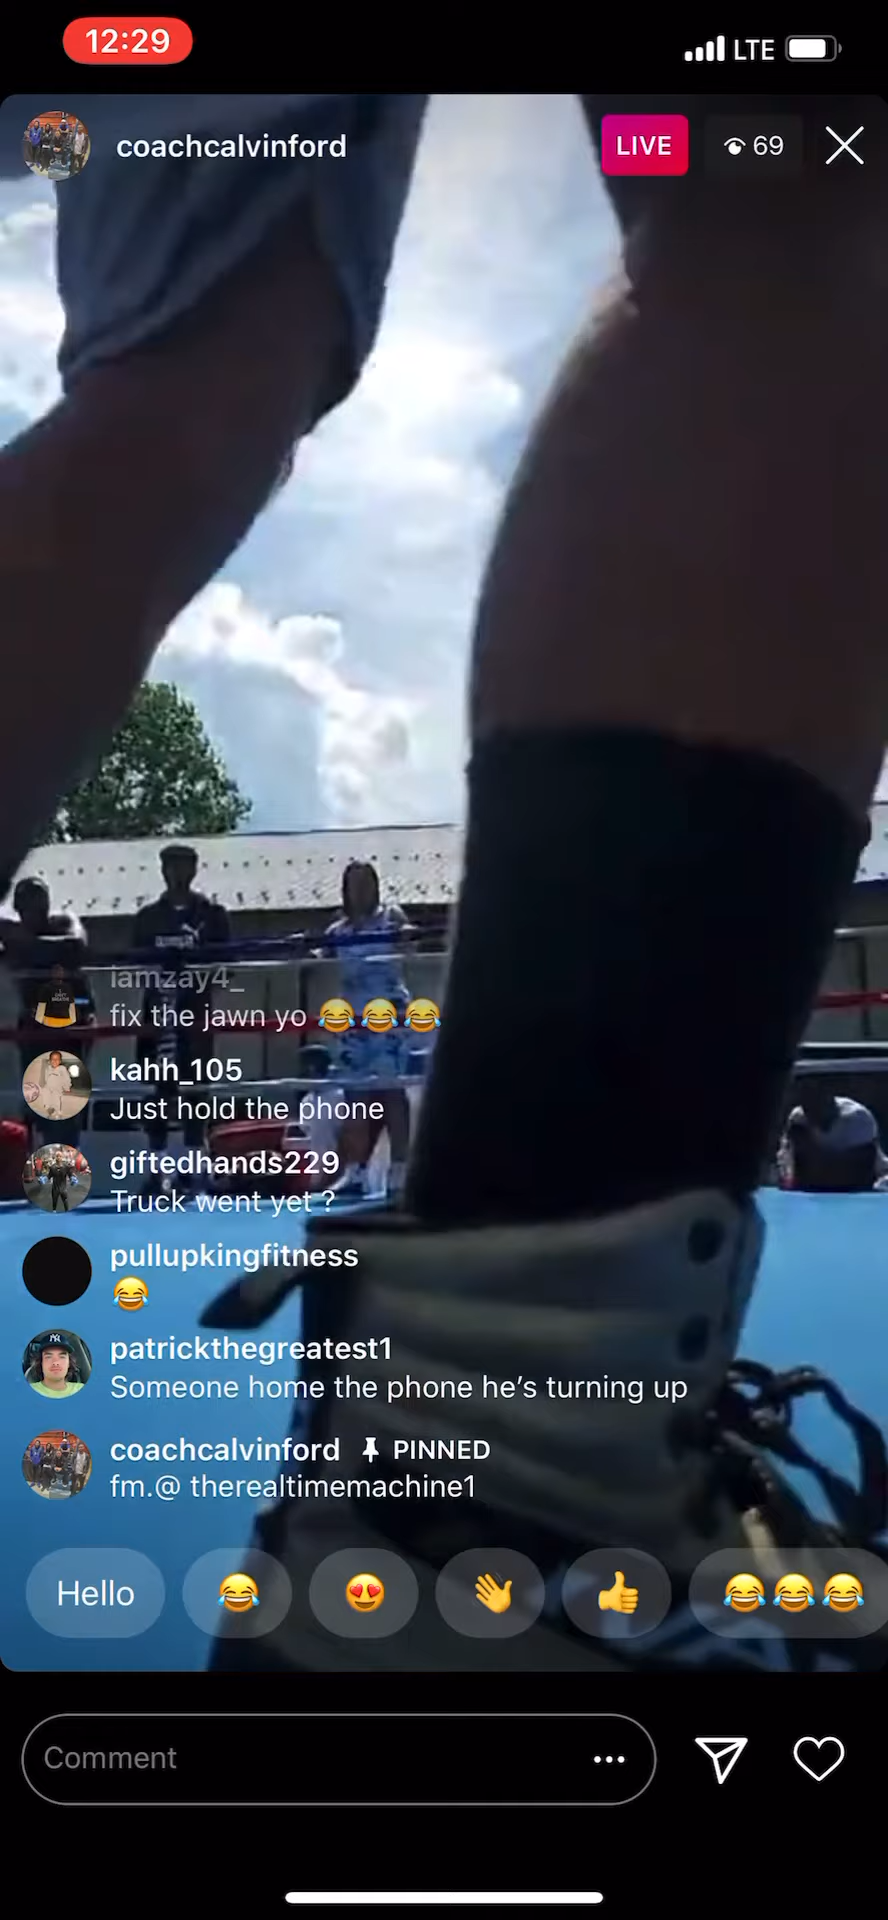 12:29
LTE
coachcalvinford
LIVE
69
iamzay4_
fix the jawn yo 😂😂😂
kahh_105
Just hold the phone
giftedhands229
Truck went yet ?
pullupkingfitness
😂
patrickthegreatest1
Someone home the phone he’s turning up
coachcalvinford PINNED
fm.@ therealtimemachine1
Hello 😂 😍 👋 👍 😂😂😂
Comment